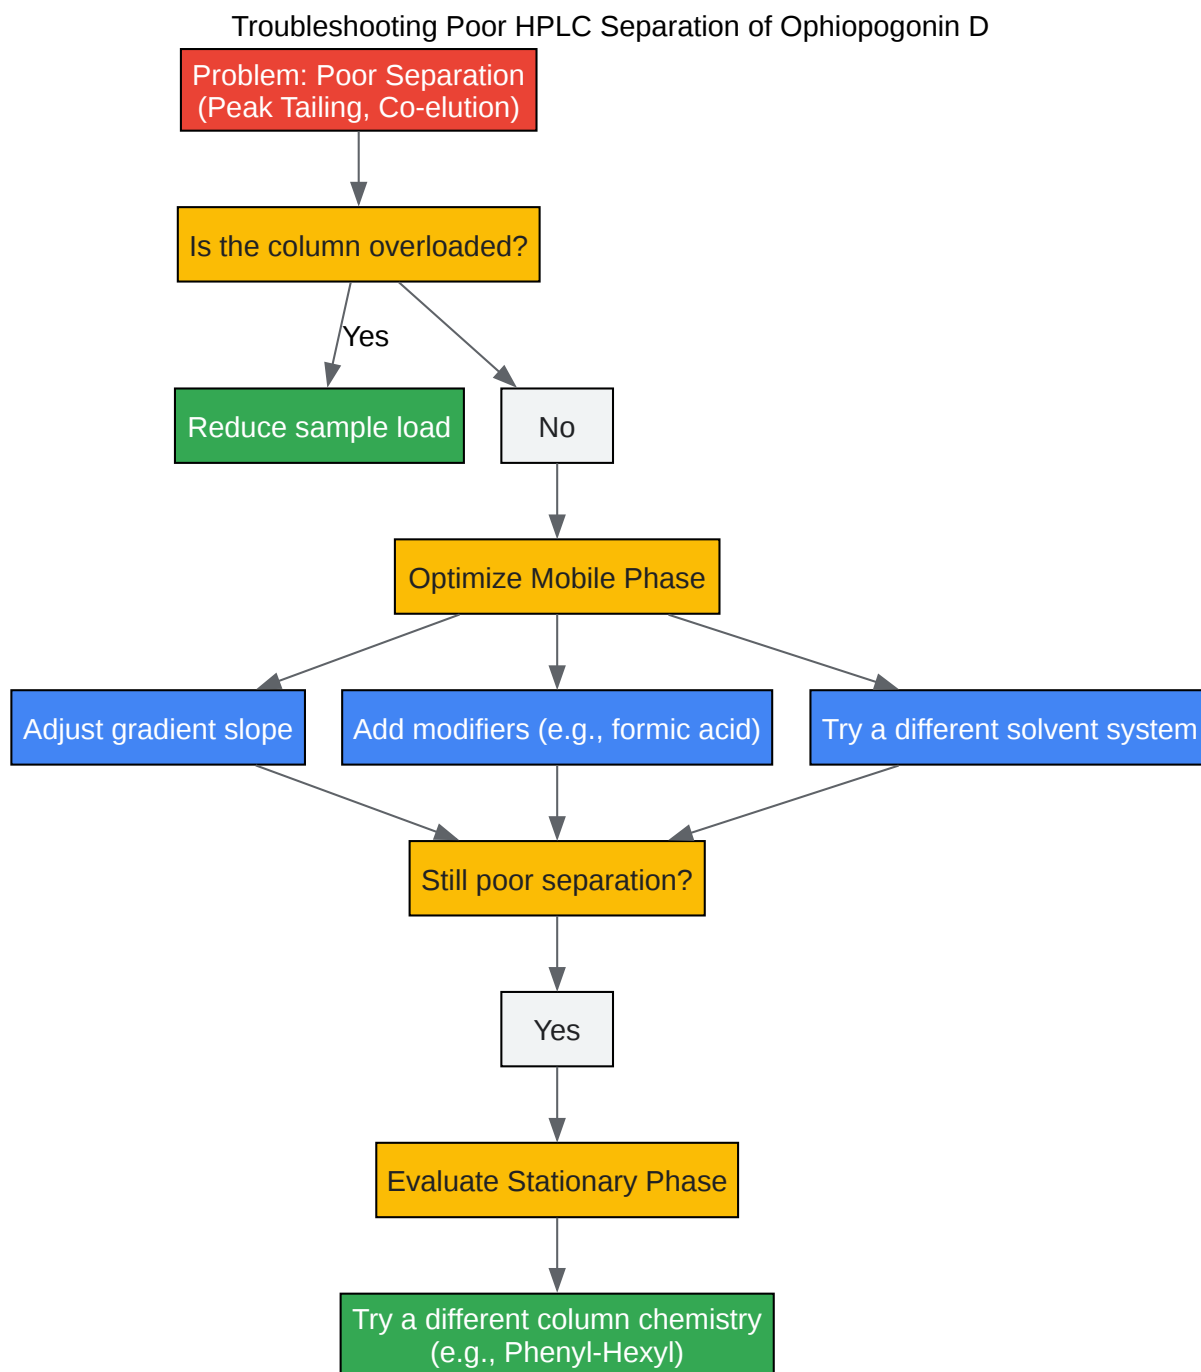 Troubleshooting Poor HPLC Separation of Ophiopogonin D
Problem: Poor Separation
(Peak Tailing, Co-elution)
Is the column overloaded?
Yes
Reduce sample load
No
Optimize Mobile Phase
Adjust gradient slope
Add modifiers (e.g., formic acid)
Try a different solvent system
Still poor separation?
Yes
Evaluate Stationary Phase
Try a different column chemistry
(e.g., Phenyl-Hexyl)